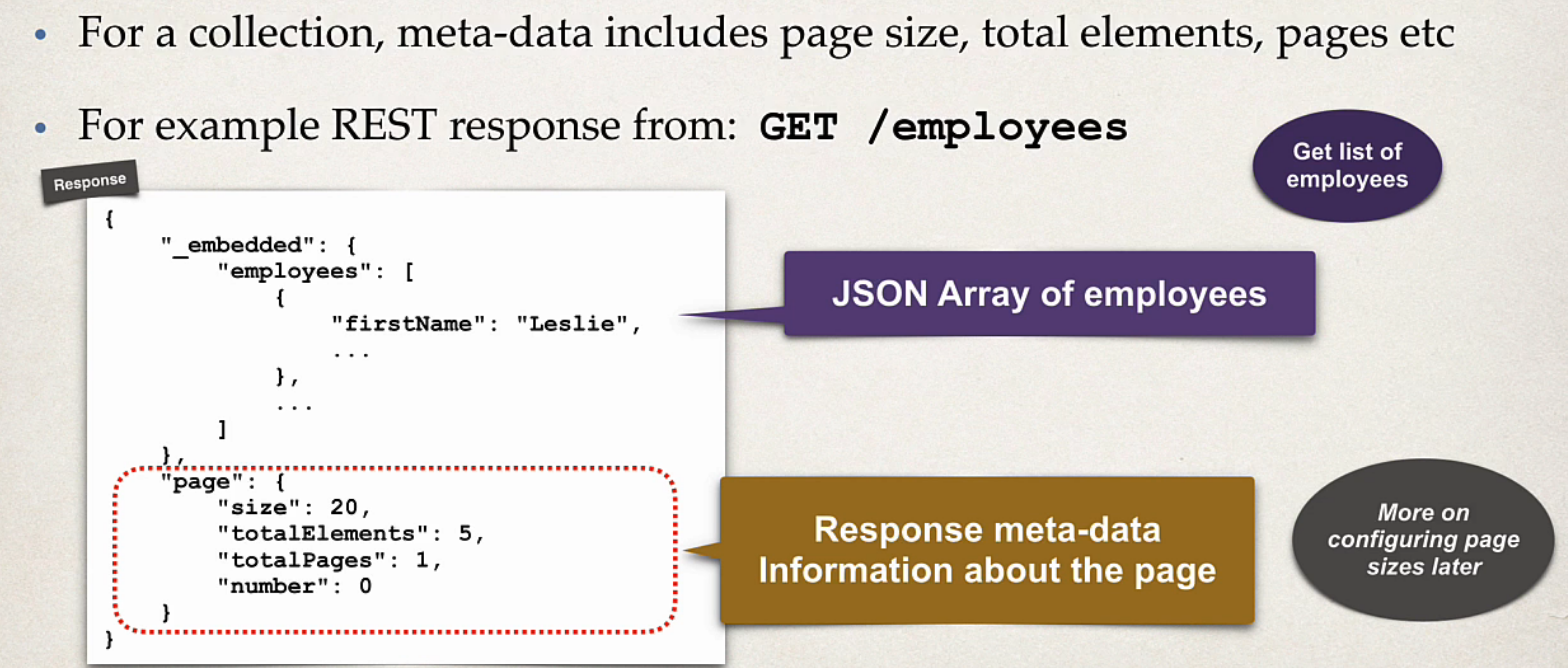 • For a collection, meta-data includes page size, total elements, pages etc
• For example REST response from: GET /employees
Get list of
employees
Response
{
"_embedded": {
"employees": [
{
"firstName": "Leslie",
...
},
...
]
},
"page": {
"size": 20,
"totalElements": 5,
"totalPages": 1,
"number": 0
}
}
JSON Array of employees
Response meta-data
Information about the page
More on
configuring page
sizes later